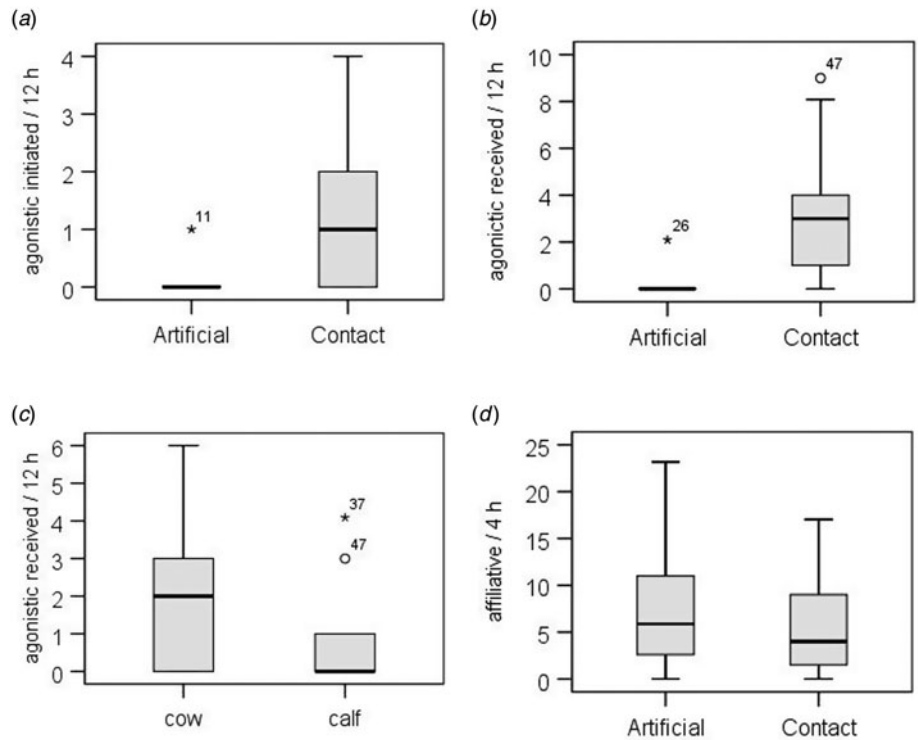 (a)
agonistic initiated / 12 h
4
3
2
1
0
11
Artificial Contact
(b)
agonictic received / 12 h
10
8
6
4
2
0
26
47
Artificial Contact
(c)
agonistic received / 12 h
6
5
4
3
2
1
0
37
47
cow calf
(d)
affiliative / 4 h
25
20
15
10
5
0
Artificial Contact